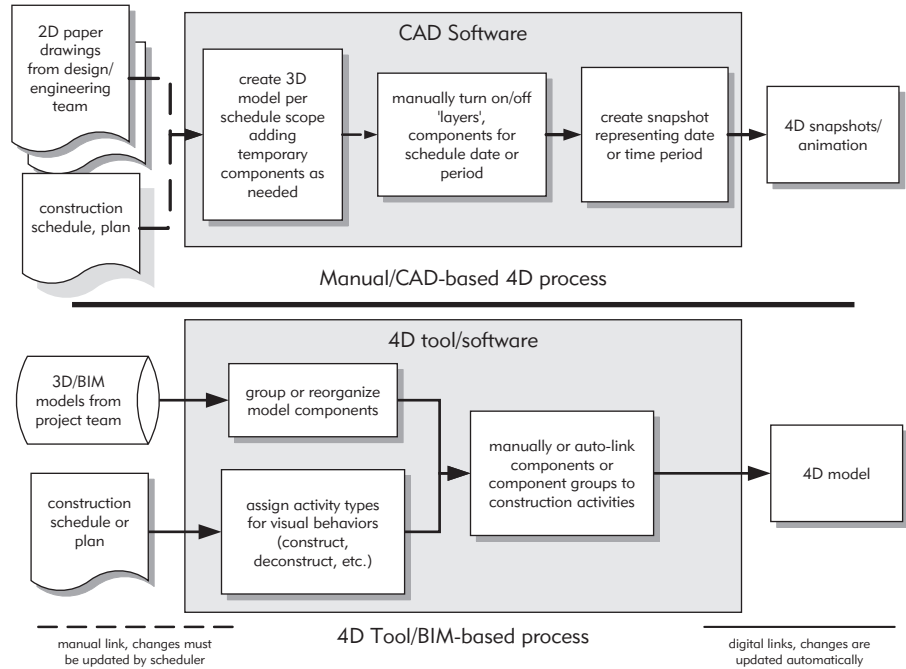 2D paper
drawings
from design/
engineering
team
construction
schedule, plan
CAD Software
create 3D
model per
schedule scope
adding
temporary
components as
needed
manually turn on/off
'layers',
components for
schedule date or
period
create snapshot
representing date
or time period
4D snapshots/
animation
Manual/CAD-based 4D process
4D tool/software
3D/BIM
models from
project team
group or reorganize
model components
construction
schedule or
plan
assign activity types
for visual behaviors
(construct,
deconstruct, etc.)
manually or auto-link
components or
component groups to
construction activities
4D model
manual link, changes must
be updated by scheduler
4D Tool/BIM-based process
digital links, changes are
updated automatically